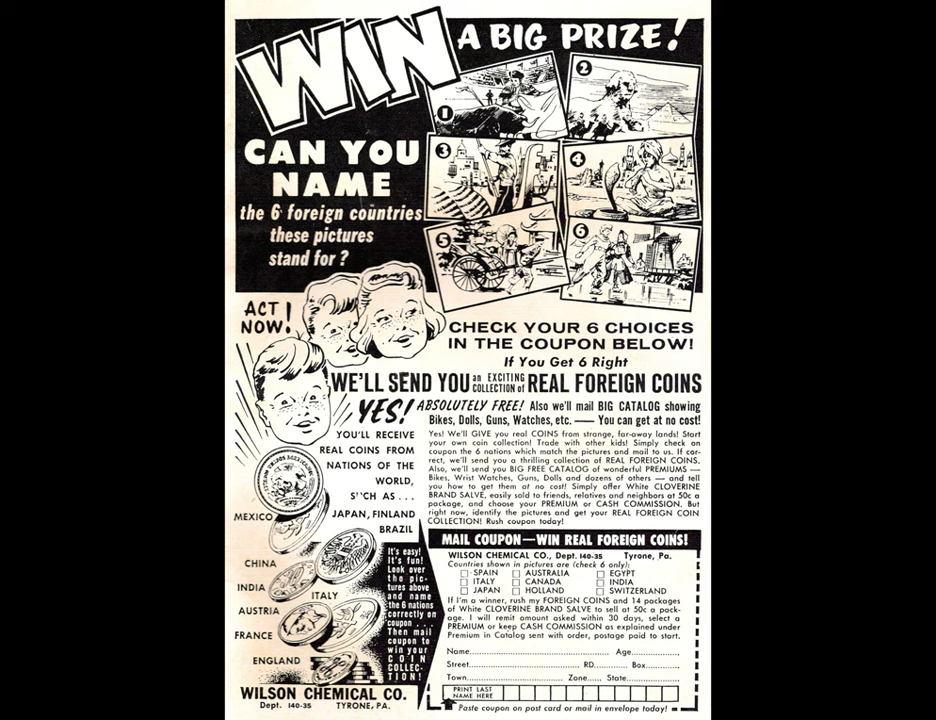 WIN A BIG PRIZE!
1
2
3
4
5
6
CAN YOU
NAME
the 6 foreign countries
these pictures
stand for?
ACT
NOW!
CHECK YOUR 6 CHOICES
IN THE COUPON BELOW!
If You Get 6 Right
WE'LL SEND YOU an EXCITING COLLECTION of REAL FOREIGN COINS
YES! ABSOLUTELY FREE! Also we'll mail BIG CATALOG showing
Bikes, Dolls, Guns, Watches, etc. — You can get at no cost!
YOU'LL RECEIVE
REAL COINS FROM
NATIONS OF THE
WORLD,
S''CH AS ...
JAPAN, FINLAND
BRAZIL
MEXICO
CHINA
INDIA
ITALY
AUSTRIA
FRANCE
ENGLAND
Yes! We'll GIVE you real COINS from strange, far-away lands! Start
your own coin collection! Trade with other kids! Simply check on
coupon the 6 nations which match the pictures and mail to us. If cor-
rect, we'll send you a thrilling collection of REAL FOREIGN COINS.
Also, we'll send you BIG FREE CATALOG of wonderful PREMIUMS —
Bikes, Wrist Watches, Guns, Dolls and dozens of others — and tell
you how to get them at no cost! Simply offer White CLOVERINE
BRAND SALVE, easily sold to friends, relatives and neighbors at 50c a
package, and choose your PREMIUM or CASH COMMISSION. But
right now, identify the pictures and get your REAL FOREIGN COIN
COLLECTION! Rush coupon today!
It's easy!
It's fun!
Look over
the pic-
tures above
and name
the 6 nations
correctly on
coupon ...
Then mail
coupon to
win your
COIN
COLLEC-
TION!
WILSON CHEMICAL CO.
Dept. 140-35 TYRONE, PA.
MAIL COUPON—WIN REAL FOREIGN COINS!
WILSON CHEMICAL CO., Dept. 140-35 Tyrone, Pa.
Countries shown in pictures are (check 6 only):
SPAIN AUSTRALIA EGYPT
ITALY CANADA INDIA
JAPAN HOLLAND SWITZERLAND
If I'm a winner, rush my FOREIGN COINS and 14 packages
of White CLOVERINE BRAND SALVE to sell at 50c a pack-
age. I will remit amount asked within 30 days, select a
PREMIUM or keep CASH COMMISSION as explained under
Premium in Catalog sent with order, postage paid to start.
Name Age
Street RD Box
Town Zone State
PRINT LAST
NAME HERE
Paste coupon on post card or mail in envelope today!